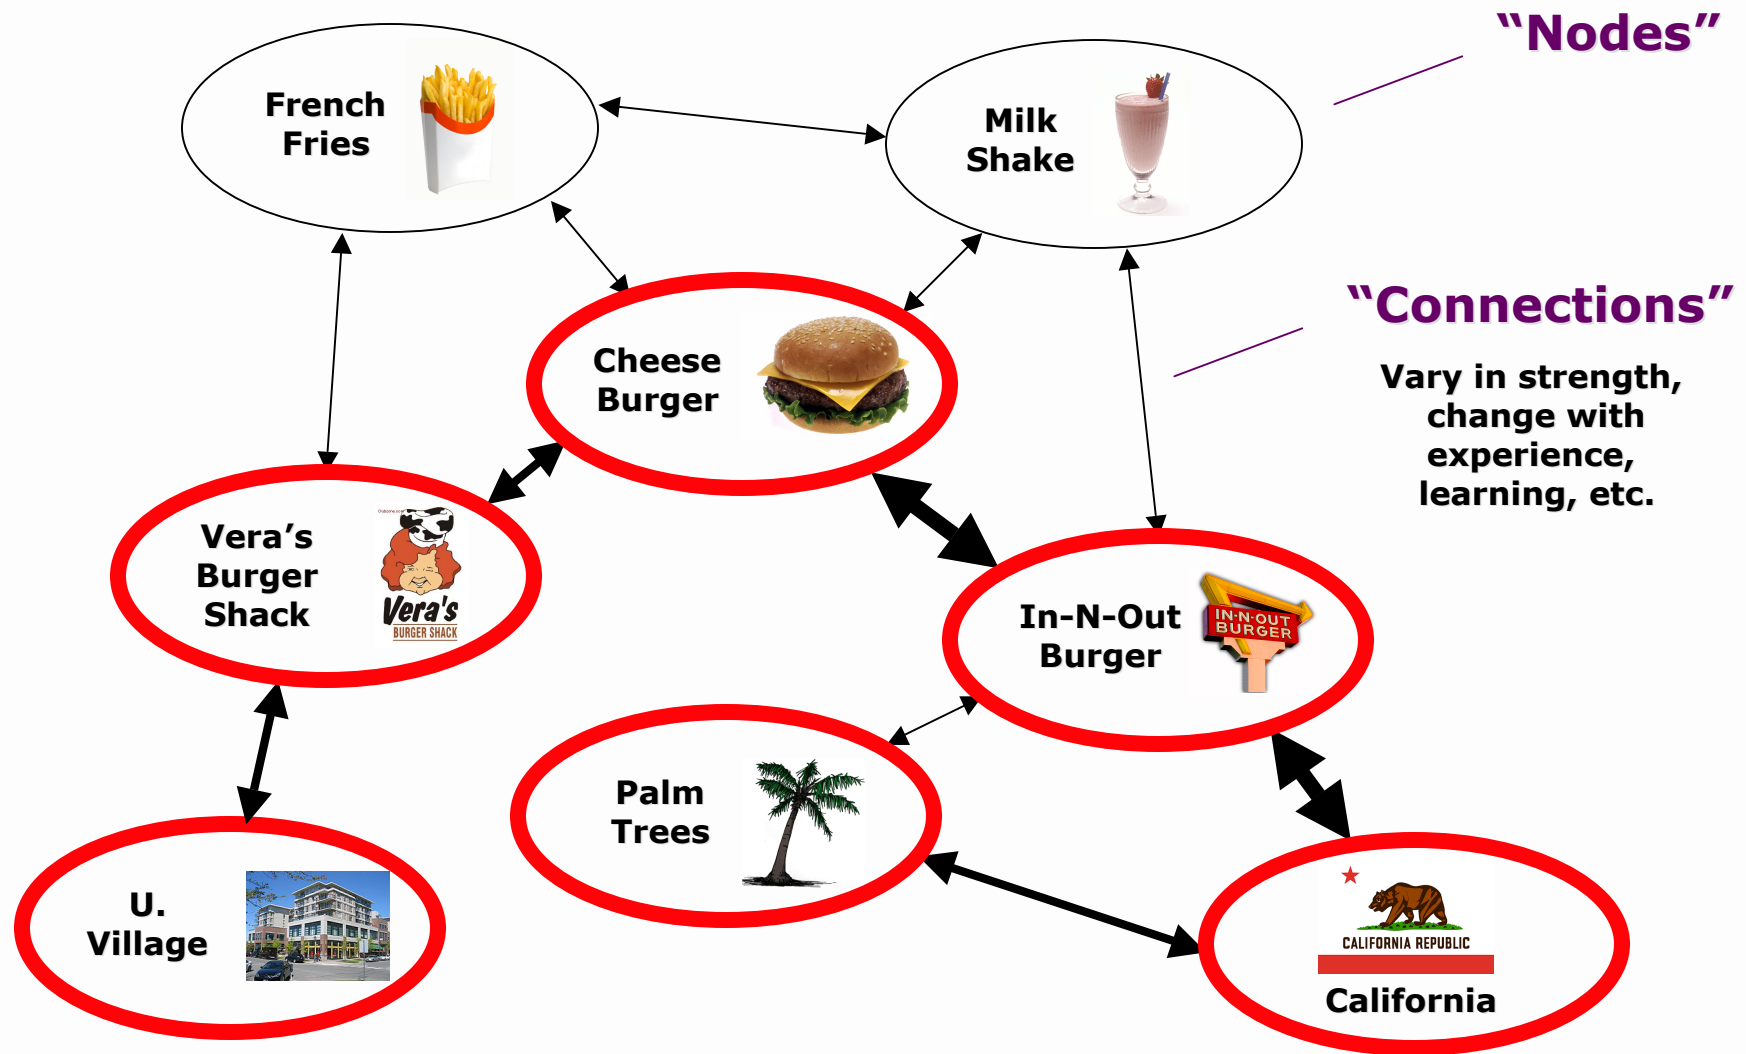 “Nodes”
French
Fries
Milk
Shake
“Connections”
Cheese
Burger
Vary in strength,
change with
experience,
learning, etc.
Vera’s
Burger
Shack
Vera's
BURGER SHACK
In-N-Out
Burger
IN-N-OUT
BURGER
Palm
Trees
U.
Village
CALIFORNIA REPUBLIC
California